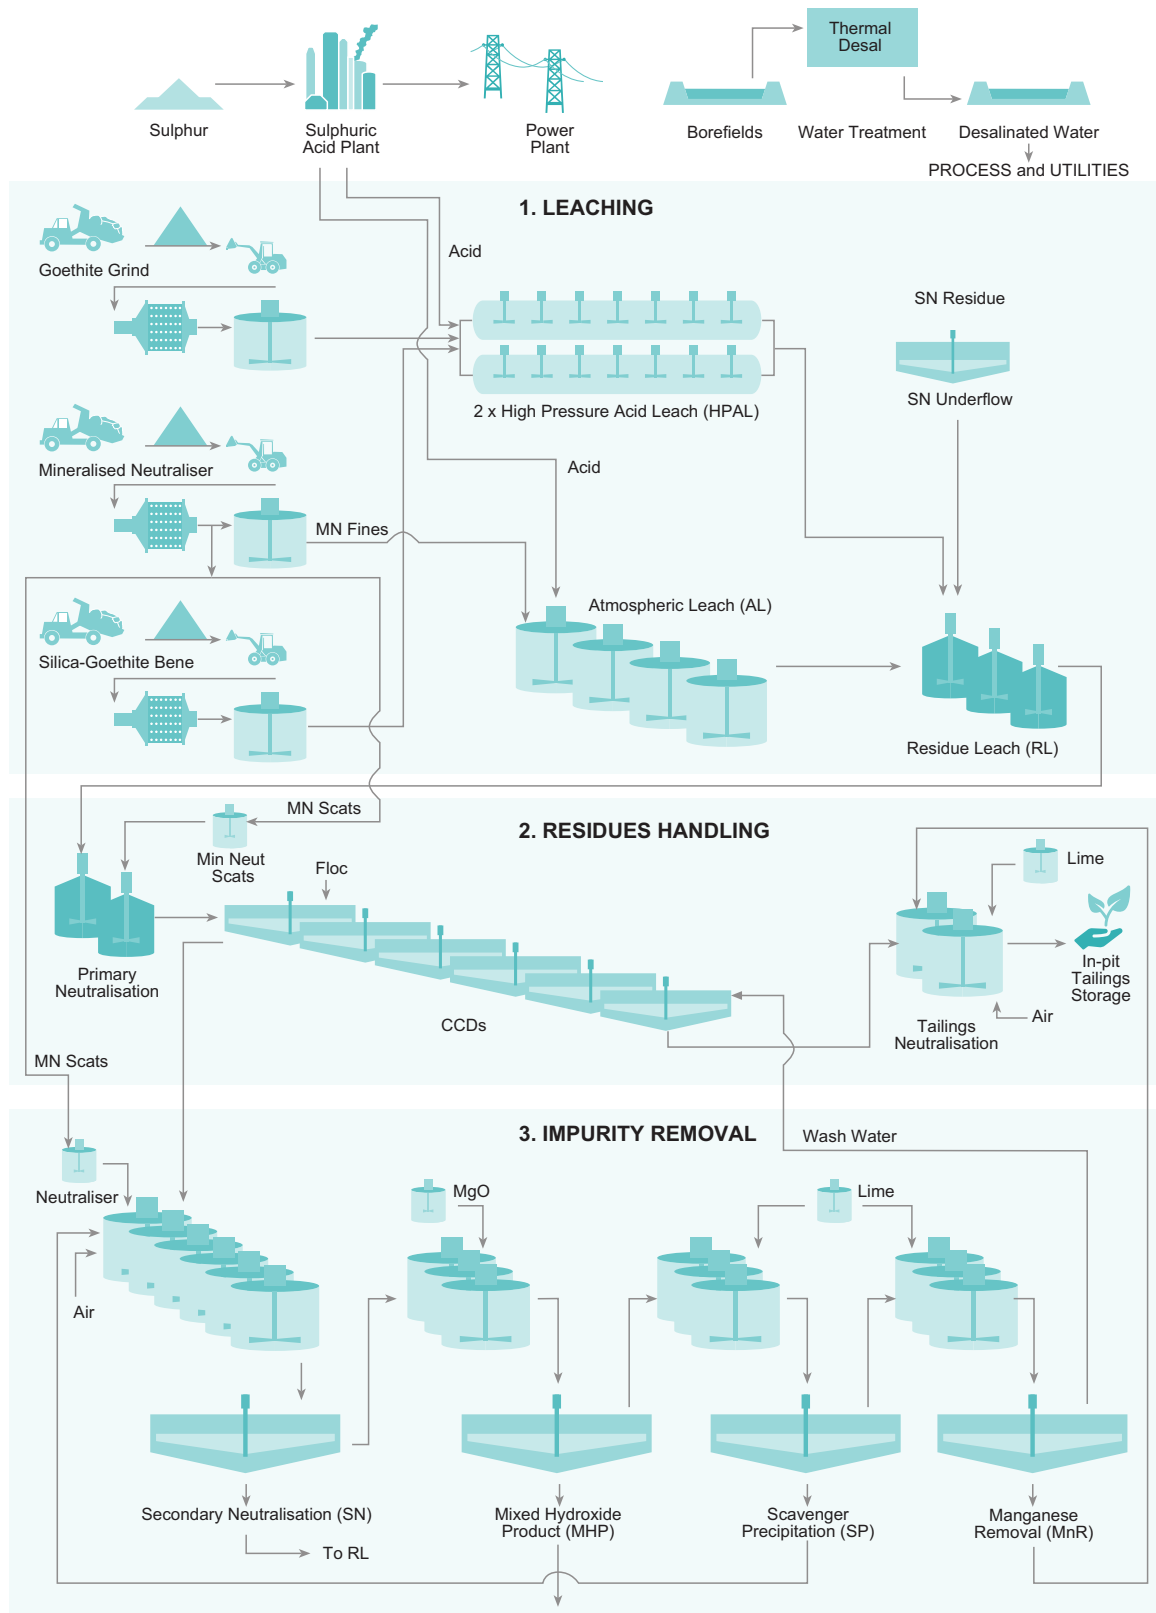 Thermal
Desal
Sulphur
Sulphuric
Acid Plant
Power
Plant
Borefields
Water Treatment
Desalinated Water
PROCESS and UTILITIES
1. LEACHING
Goethite Grind
Acid
SN Residue
2 x High Pressure Acid Leach (HPAL)
SN Underflow
Mineralised Neutraliser
Acid
MN Fines
Atmospheric Leach (AL)
Silica-Goethite Bene
Residue Leach (RL)
MN Scats
2. RESIDUES HANDLING
Min Neut
Scats
Floc
Lime
Primary
Neutralisation
CCDs
In-pit
Tailings
Storage
Air
Tailings
Neutralisation
MN Scats
3. IMPURITY REMOVAL
Wash Water
Neutraliser
MgO
Lime
Air
Secondary Neutralisation (SN)
Mixed Hydroxide
Product (MHP)
Scavenger
Precipitation (SP)
Manganese
Removal (MnR)
To RL